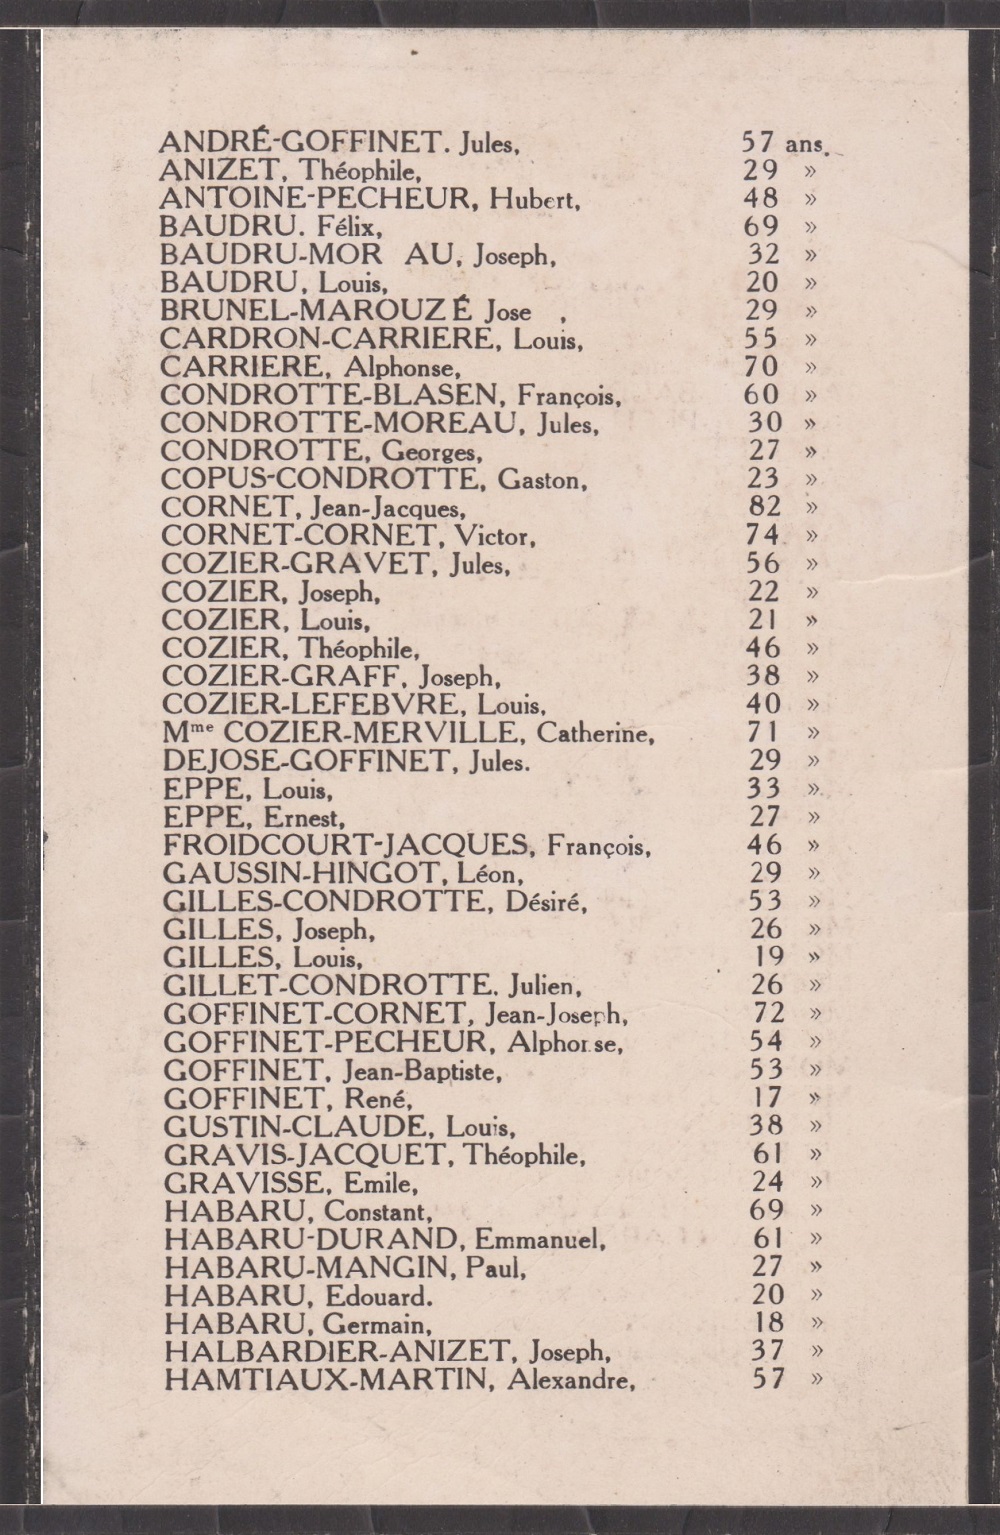 ANDRÉ-GOFFINET. Jules, 57 ans.
ANIZET, Théophile, 29 »
ANTOINE-PECHEUR, Hubert, 48 »
BAUDRU. Félix, 69 »
BAUDRU-MOR AU, Joseph, 32 »
BAUDRU, Louis, 20 »
BRUNEL-MAROUZÉ Jose , 29 »
CARDRON-CARRIERE, Louis, 55 »
CARRIERE, Alphonse, 70 »
CONDROTTE-BLASEN, François, 60 »
CONDROTTE-MOREAU, Jules, 30 »
CONDROTTE, Georges, 27 »
COPUS-CONDROTTE, Gaston, 23 »
CORNET, Jean-Jacques, 82 »
CORNET-CORNET, Victor, 74 »
COZIER-GRAVET, Jules, 56 »
COZIER, Joseph, 22 »
COZIER, Louis, 21 »
COZIER, Théophile, 46 »
COZIER-GRAFF, Joseph, 38 »
COZIER-LEFEBVRE, Louis, 40 »
Mme COZIER-MERVILLE, Catherine, 71 »
DEJOSE-GOFFINET, Jules. 29 »
EPPE, Louis, 33 »
EPPE, Ernest, 27 »
FROIDCOURT-JACQUES, François, 46 »
GAUSSIN-HINGOT, Léon, 29 »
GILLES-CONDROTTE, Désiré, 53 »
GILLES, Joseph, 26 »
GILLES, Louis, 19 »
GILLET-CONDROTTE. Julien, 26 »
GOFFINET-CORNET, Jean-Joseph, 72 »
GOFFINET-PECHEUR, Alphonse, 54 »
GOFFINET, Jean-Baptiste, 53 »
GOFFINET, René, 17 »
GUSTIN-CLAUDE, Louis, 38 »
GRAVIS-JACQUET, Théophile, 61 »
GRAVISSE, Emile, 24 »
HABARU, Constant, 69 »
HABARU-DURAND, Emmanuel, 61 »
HABARU-MANGIN, Paul, 27 »
HABARU, Edouard. 20 »
HABARU, Germain, 18 »
HALBARDIER-ANIZET, Joseph, 37 »
HAMTIAUX-MARTIN, Alexandre, 57 »